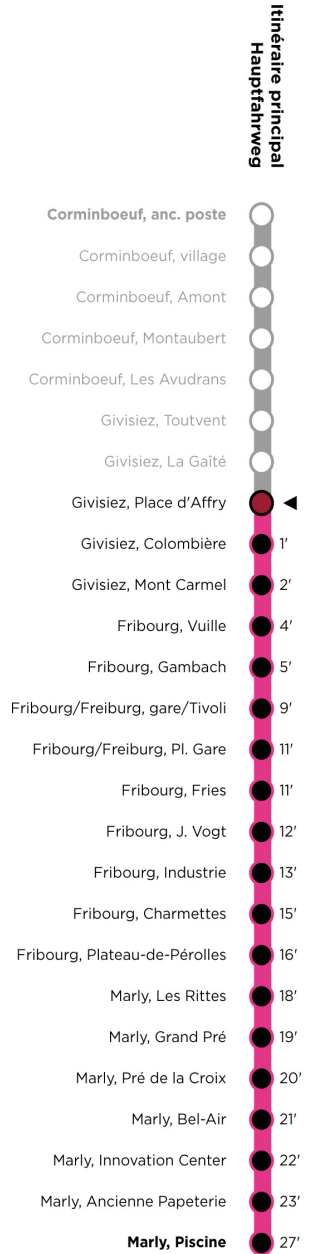 Itinéraire principal
Hauptfahrweg
Corminboeuf, anc. poste
Corminboeuf, village
Corminboeuf, Amont
Corminboeuf, Montaubert
Corminboeuf, Les Avudrans
Givisiez, Toutvent
Givisiez, La Gaîté
Givisiez, Place d'Affry
Givisiez, Colombière 1'
Givisiez, Mont Carmel 2'
Fribourg, Vuille 4'
Fribourg, Gambach 5'
Fribourg/Freiburg, gare/Tivoli 9'
Fribourg/Freiburg, Pl. Gare 11'
Fribourg, Fries 11'
Fribourg, J. Vogt 12'
Fribourg, Industrie 13'
Fribourg, Charmettes 15'
Fribourg, Plateau-de-Pérolles 16'
Marly, Les Rittes 18'
Marly, Grand Pré 19'
Marly, Pré de la Croix 20'
Marly, Bel-Air 21'
Marly, Innovation Center 22'
Marly, Ancienne Papeterie 23'
Marly, Piscine 27'